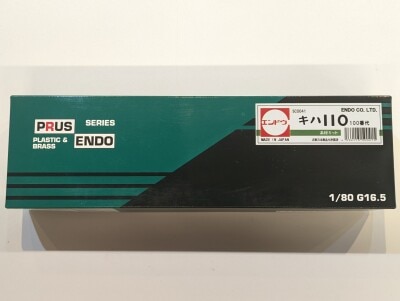 PRUS SERIES
PLASTIC & BRASS ENDO
ENDO CO., LTD.
エンドウ
キハ110 100番代
MADE IN JAPAN
1/80 G16.5